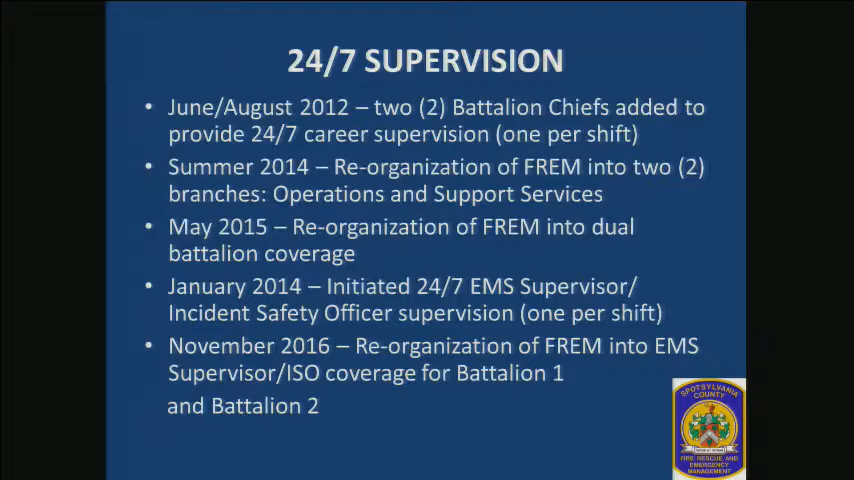 24/7 SUPERVISION
• June/August 2012 – two (2) Battalion Chiefs added to
provide 24/7 career supervision (one per shift)
• Summer 2014 – Re-organization of FREM into two (2)
branches: Operations and Support Services
• May 2015 – Re-organization of FREM into dual
battalion coverage
• January 2014 – Initiated 24/7 EMS Supervisor/
Incident Safety Officer supervision (one per shift)
• November 2016 – Re-organization of FREM into EMS
Supervisor/ISO coverage for Battalion 1
and Battalion 2
SPOTSYLVANIA
COUNTY
FIRE RESCUE AND
EMERGENCY
MANAGEMENT